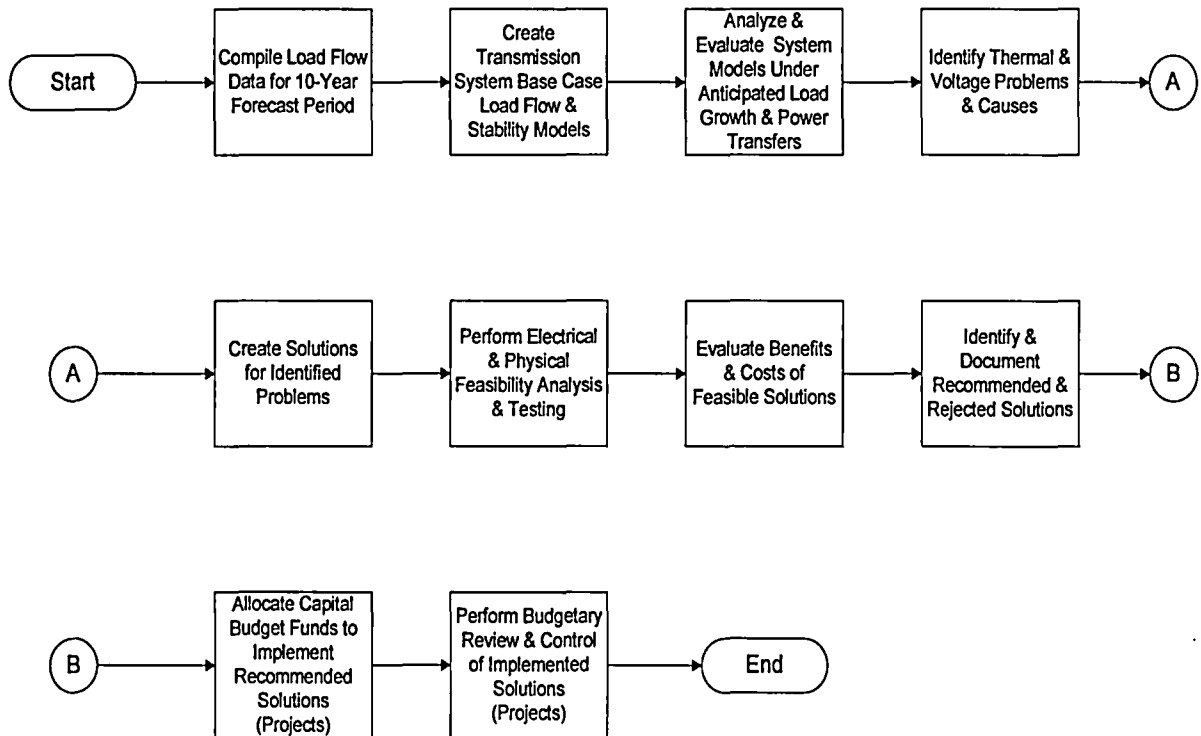 Start
Compile Load Flow
Data for 10-Year
Forecast Period
Create
Transmission
System Base Case
Load Flow &
Stability Models
Analyze &
Evaluate System
Models Under
Anticipated Load
Growth & Power
Transfers
Identify Thermal &
Voltage Problems
& Causes
A
A
Create Solutions
for Identified
Problems
Perform Electrical
& Physical
Feasibility Analysis
& Testing
Evaluate Benefits
& Costs of
Feasible Solutions
Identify &
Document
Recommended &
Rejected Solutions
B
B
Allocate Capital
Budget Funds to
Implement
Recommended
Solutions
(Projects)
Perform Budgetary
Review & Control
of Implemented
Solutions
(Projects)
End